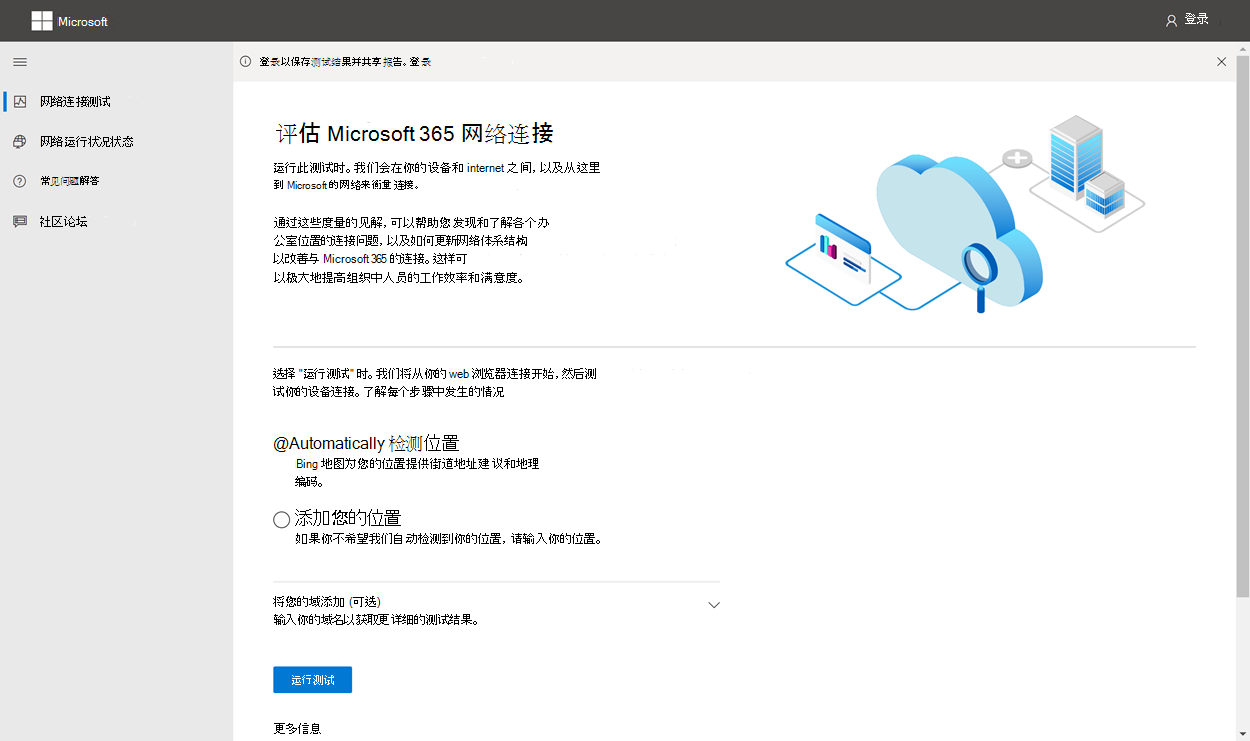 Microsoft
登录
登录以保存测试结果并共享报告。登录
网络连接测试
网络运行状况状态
常见问题解答
社区论坛
评估 Microsoft 365 网络连接
运行此测试时。我们会在你的设备和 internet 之间, 以及从这里
到 Microsoft 的网络来衡量连接。
通过这些度量的见解, 可以帮助您发现和了解各个办
公室位置的连接问题, 以及如何更新网络体系结构
以改善与 Microsoft 365 的连接。这样可
以极大地提高组织中人员的工作效率和满意度。
选择 "运行测试" 时。我们将从你的 web 浏览器连接开始, 然后测
试你的设备连接。了解每个步骤中发生的情况
@Automatically 检测位置
Bing 地图为您的位置提供街道地址建议和地理
编码。
添加您的位置
如果你不希望我们自动检测到你的位置, 请输入你的位置。
将您的域添加 (可选)
输入你的域名以获取更详细的测试结果。
运行测试
更多信息